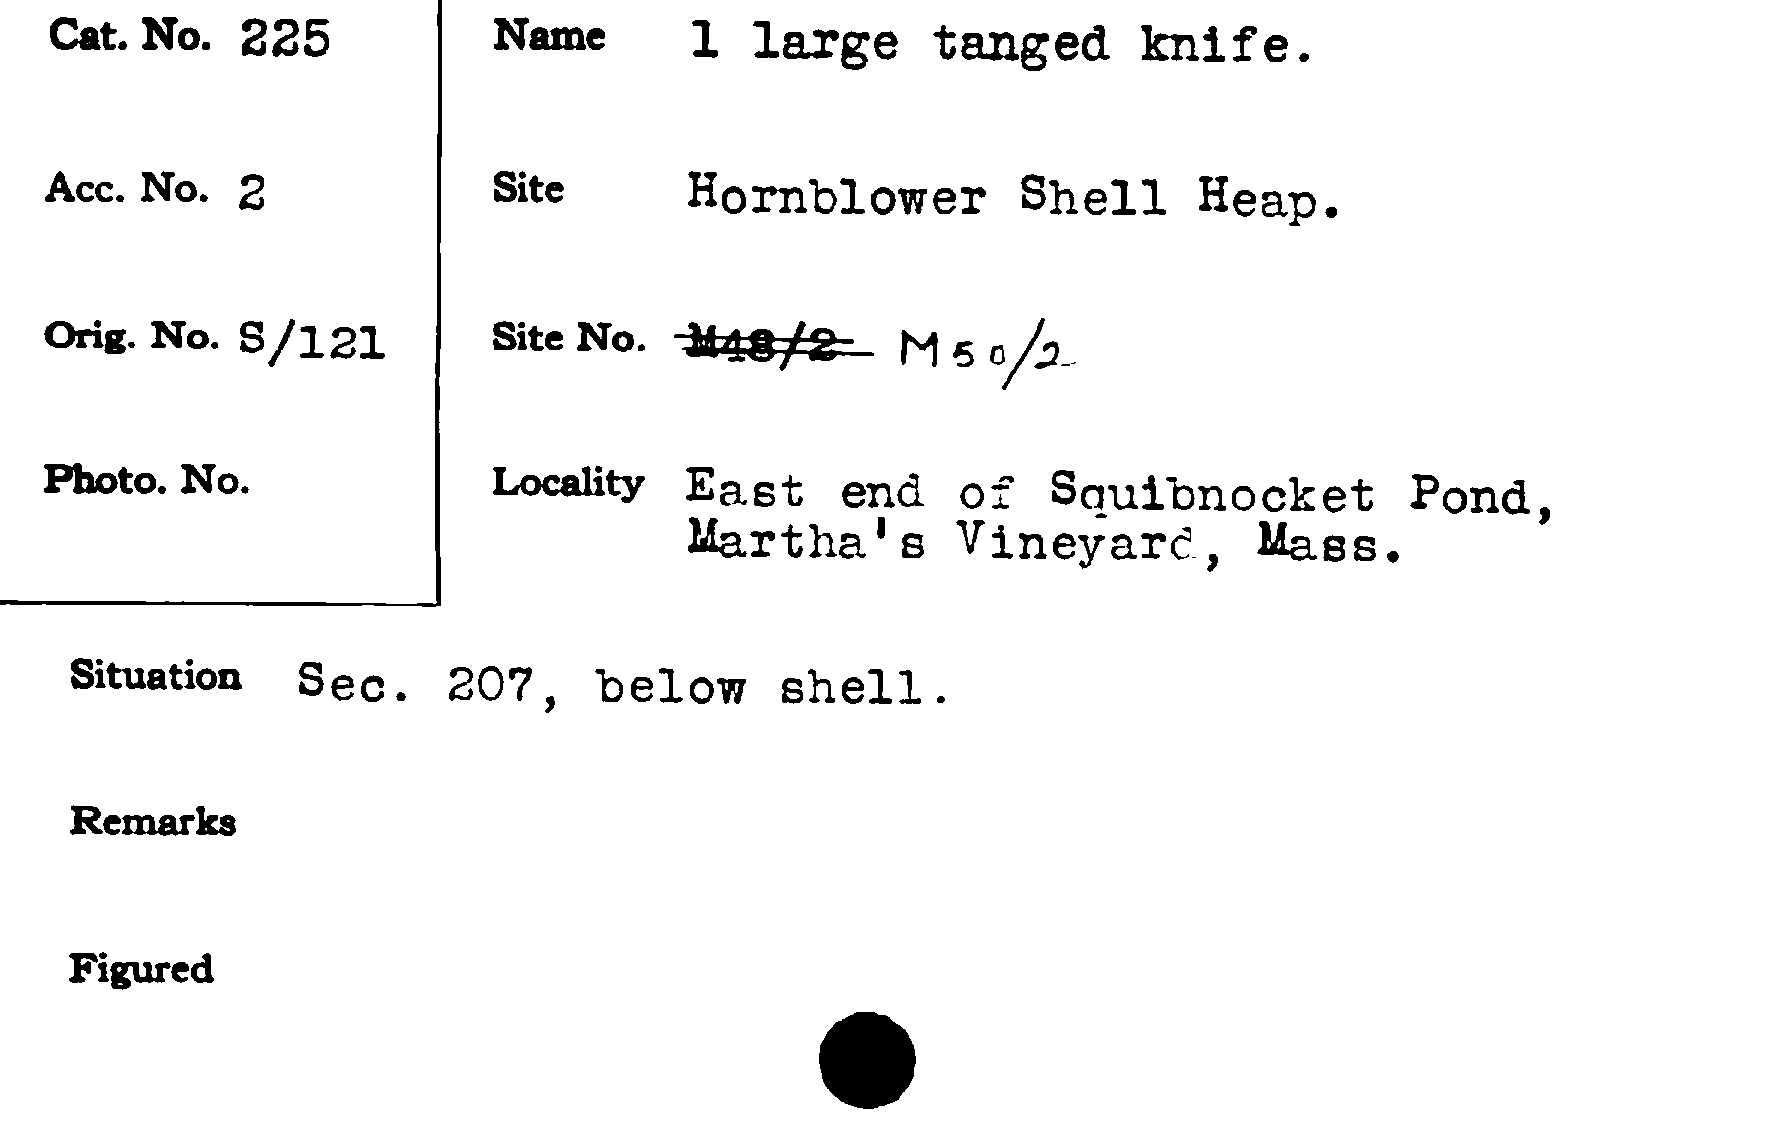 Cat. No. 225
Name 1 large tanged knife.
Acc. No. 2
Site Hornblower Shell Heap.
Orig. No. S/121
Site No. M48/2 M50/2
Photo. No.
Locality East end of Squibnocket Pond,
Martha's Vineyard, Mass.
Situation Sec. 207, below shell.
Remarks
Figured